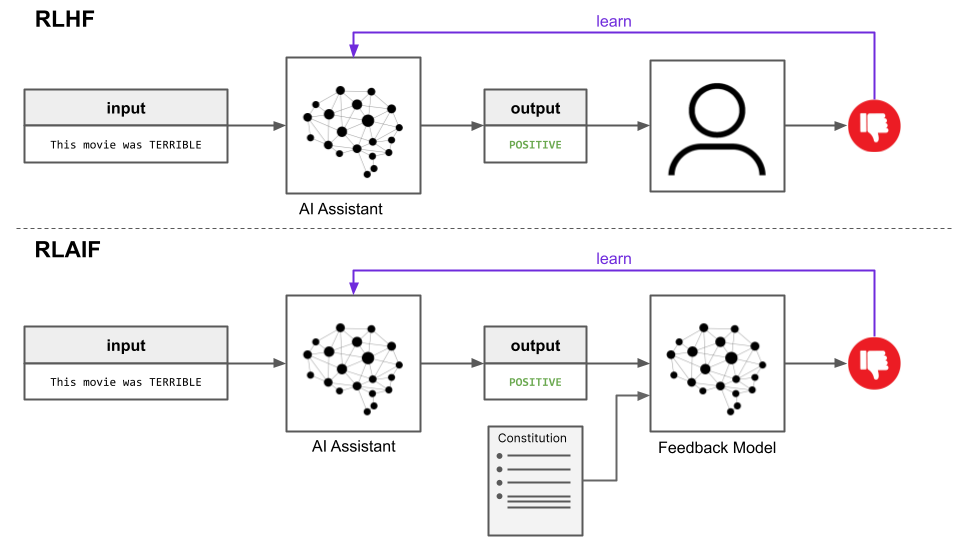 RLHF
learn
input
output
This movie was TERRIBLE
POSITIVE
AI Assistant
RLAIF
learn
input
output
This movie was TERRIBLE
POSITIVE
AI Assistant
Constitution
Feedback Model